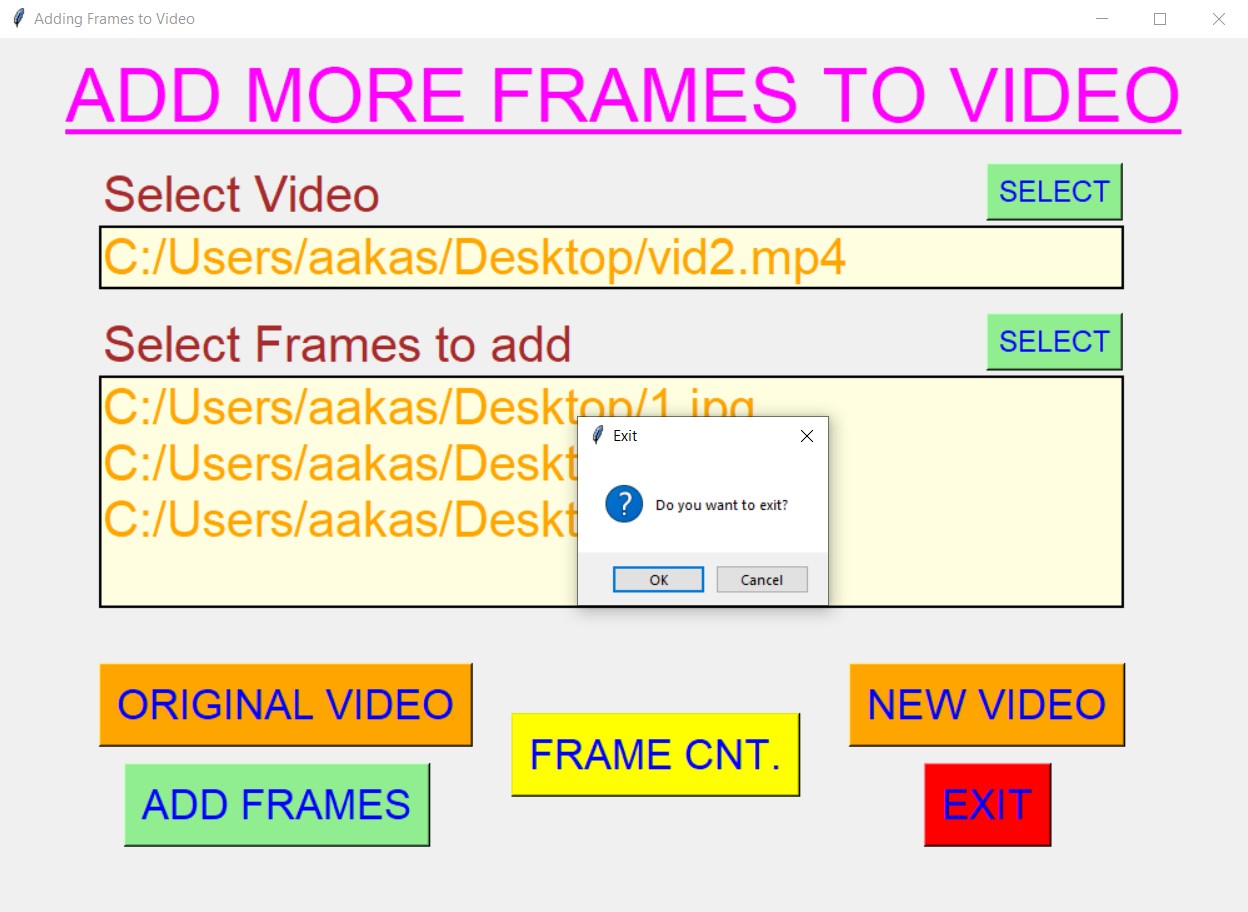 Adding Frames to Video
ADD MORE FRAMES TO VIDEO
Select Video
SELECT
C:/Users/aakas/Desktop/vid2.mp4
Select Frames to add
SELECT
C:/Users/aakas/Desktop/1.jpg
C:/Users/aakas/Deskt
C:/Users/aakas/Deskt
Exit
Do you want to exit?
OK
Cancel
ORIGINAL VIDEO
NEW VIDEO
FRAME CNT.
ADD FRAMES
EXIT